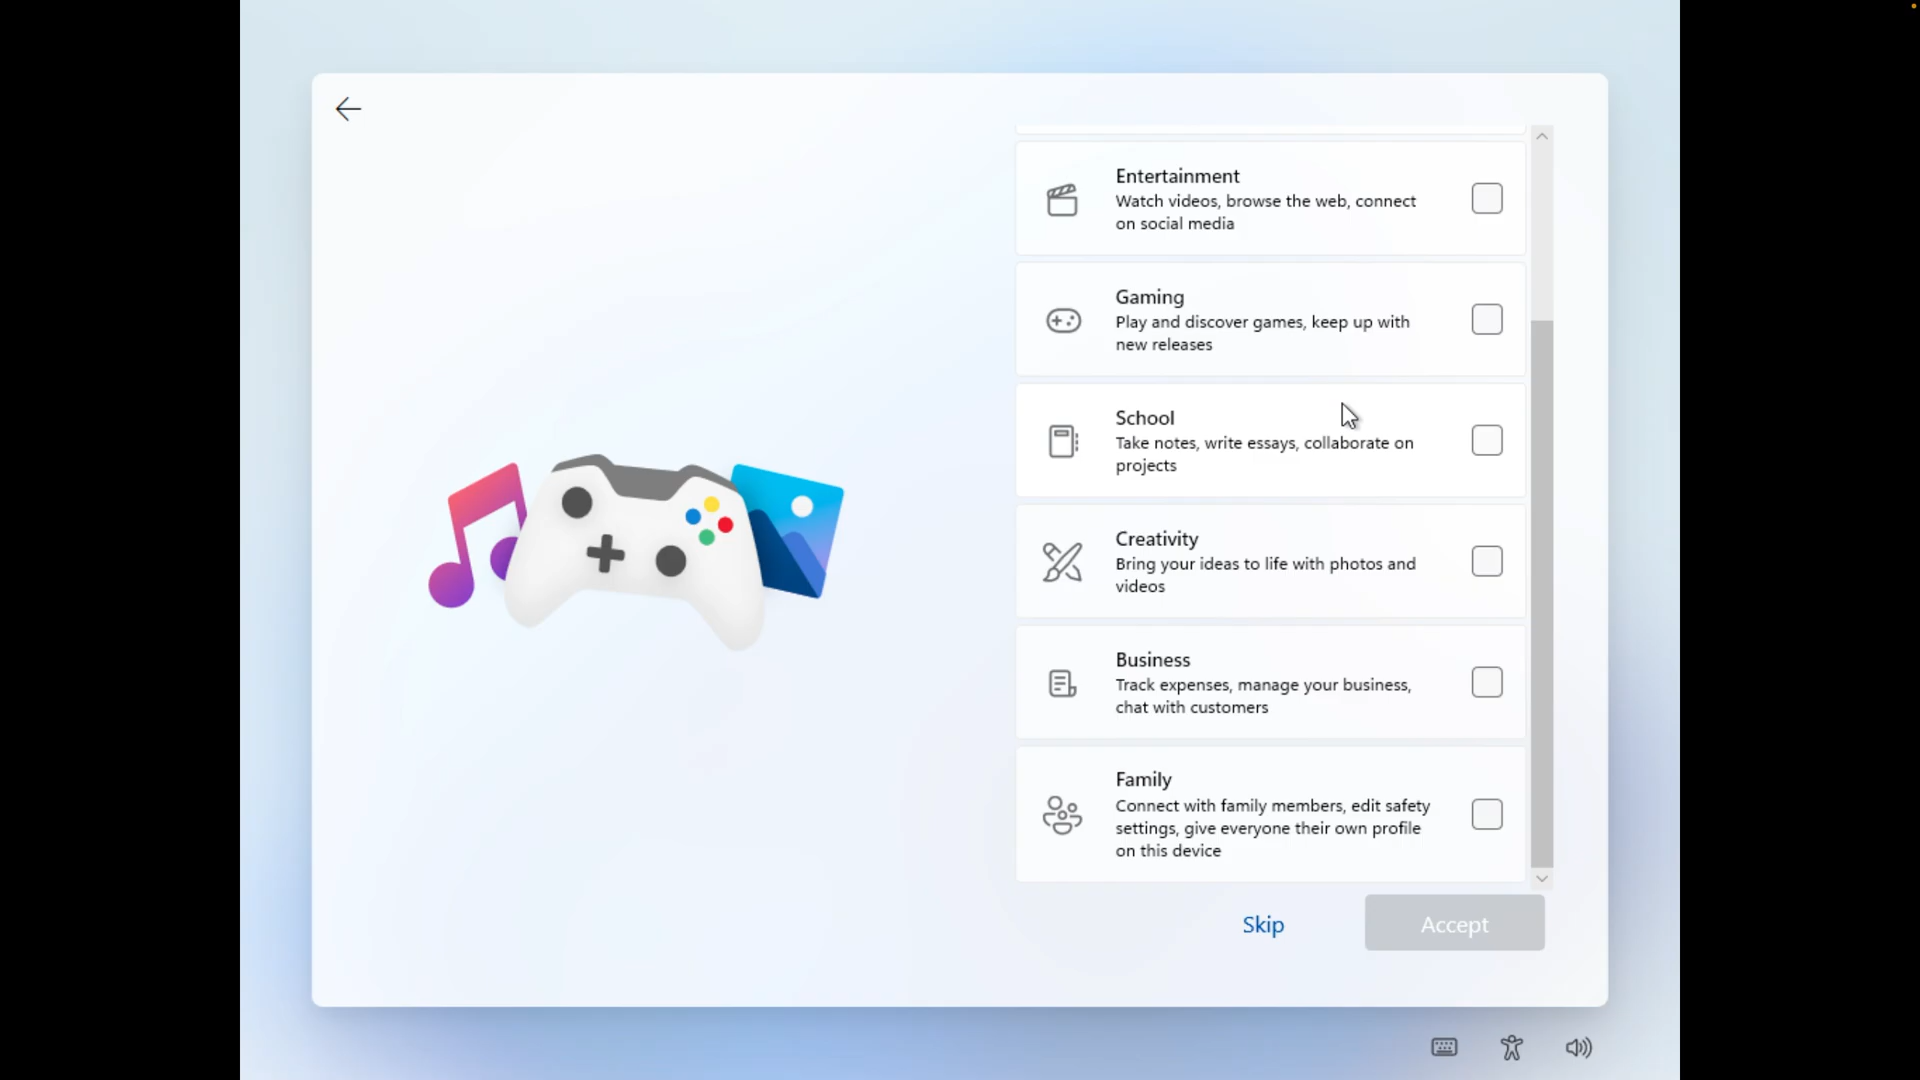 Entertainment
Watch videos, browse the web, connect
on social media
Gaming
Play and discover games, keep up with
new releases
School
Take notes, write essays, collaborate on
projects
Creativity
Bring your ideas to life with photos and
videos
Business
Track expenses, manage your business,
chat with customers
Family
Connect with family members, edit safety
settings, give everyone their own profile
on this device
Skip
Accept